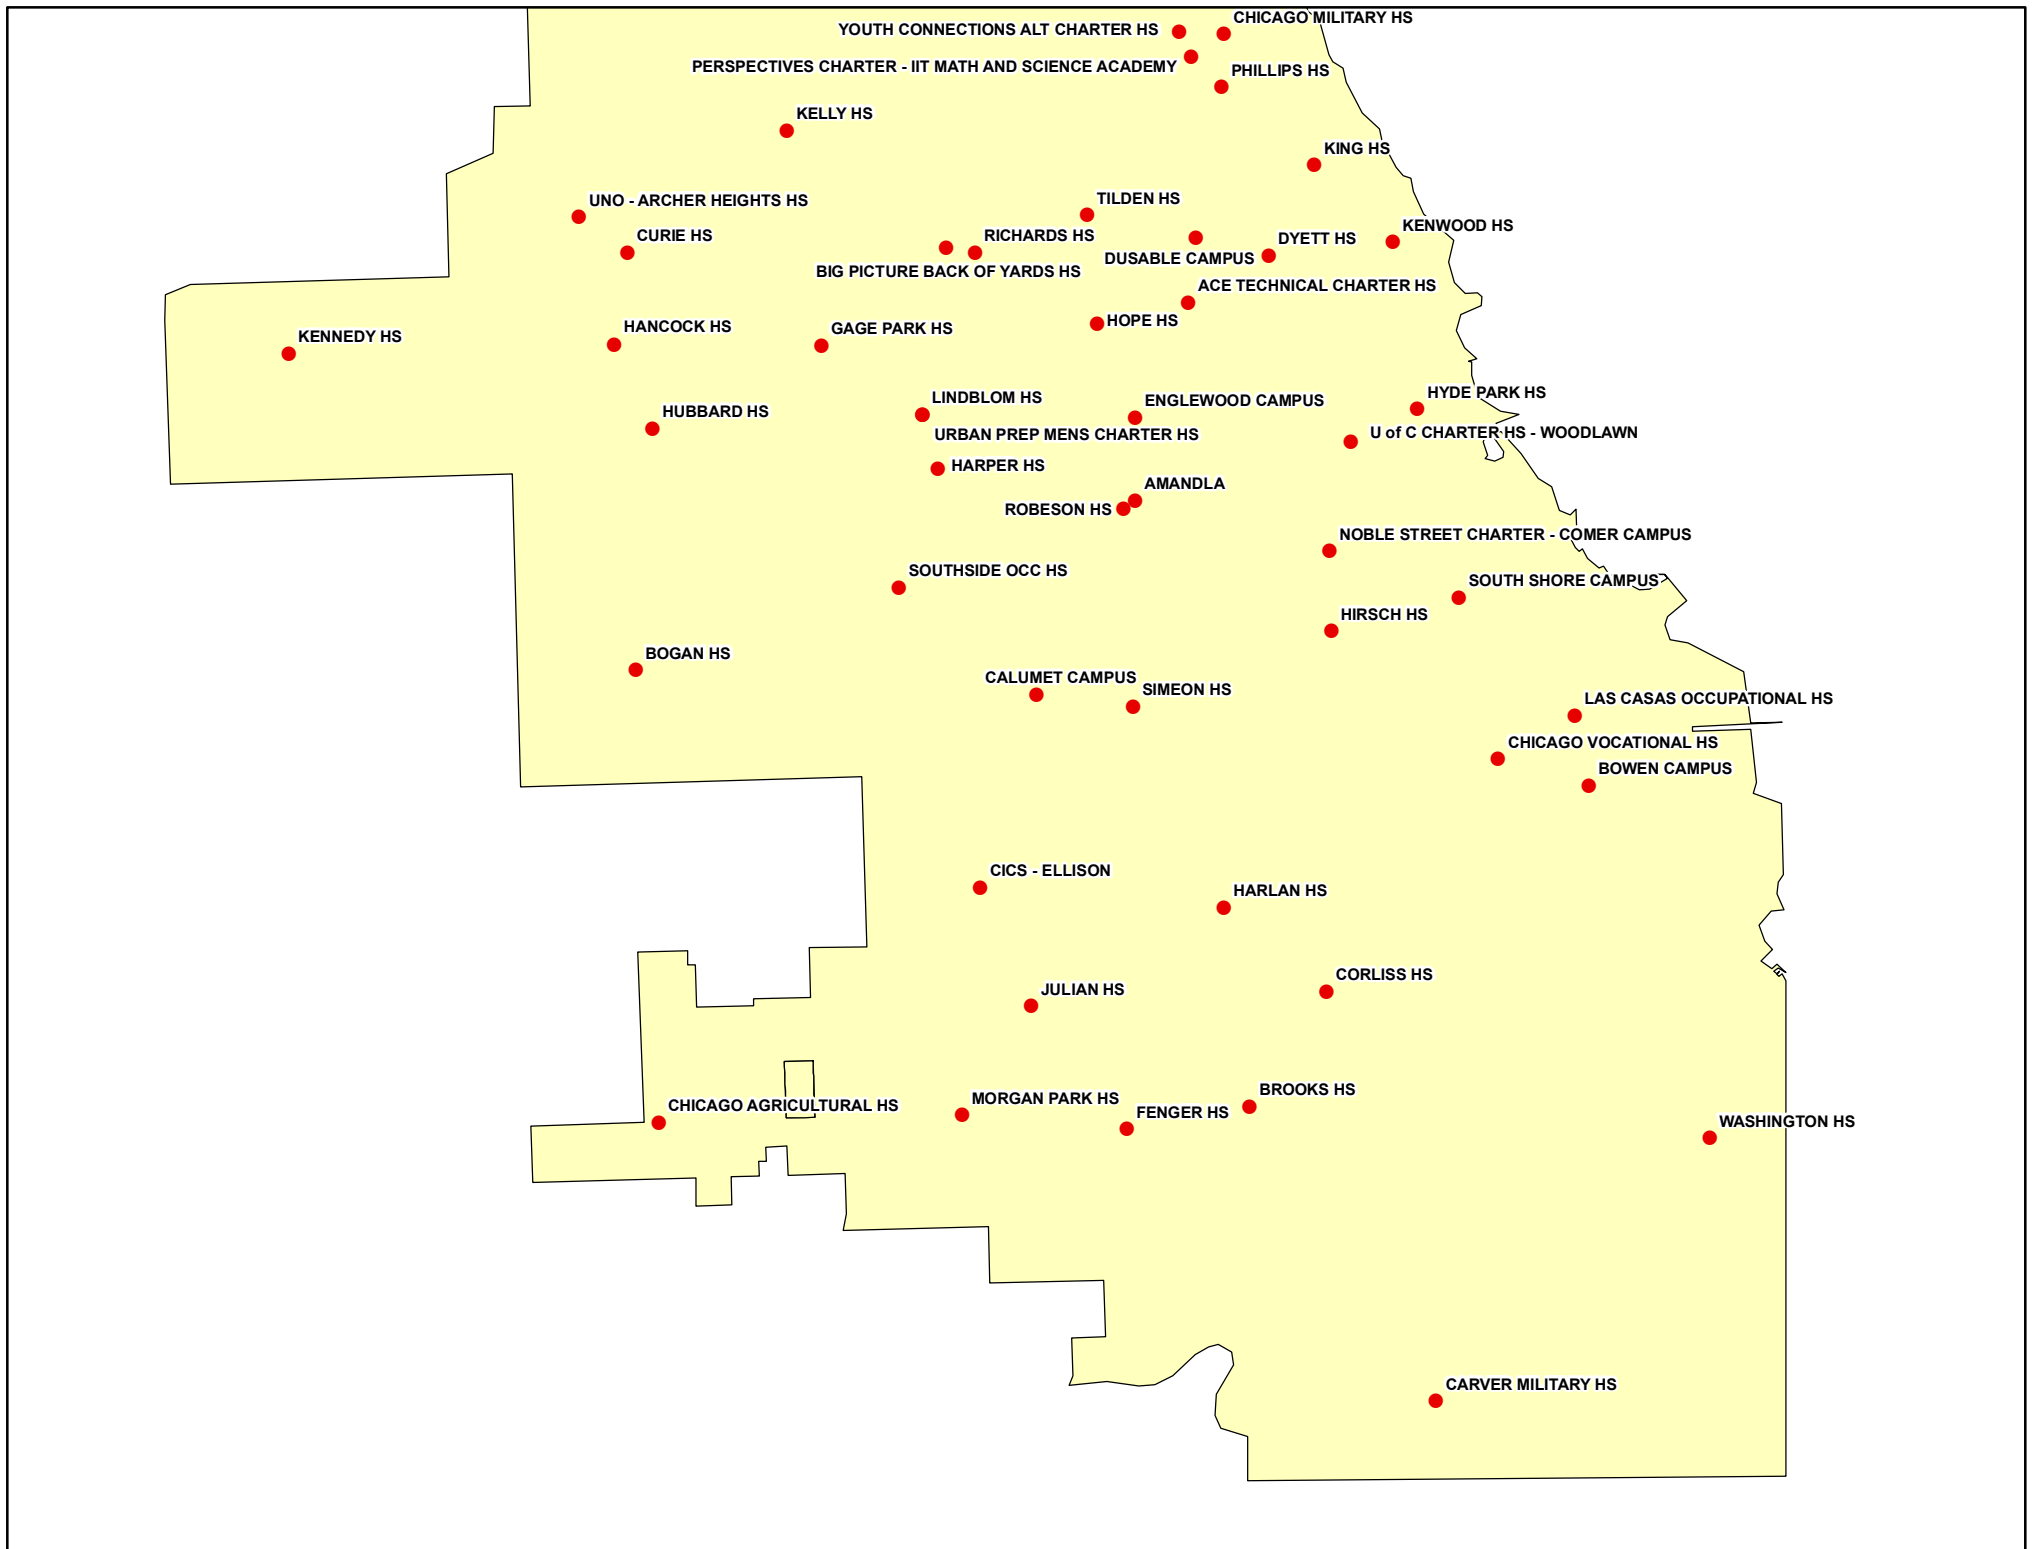 CHICAGO MILITARY HS
YOUTH CONNECTIONS ALT CHARTER HS
PERSPECTIVES CHARTER - IIT MATH AND SCIENCE ACADEMY
PHILLIPS HS
KELLY HS
KING HS
UNO - ARCHER HEIGHTS HS
TILDEN HS
KENWOOD HS
CURIE HS
RICHARDS HS
DYETT HS
DUSABLE CAMPUS
BIG PICTURE BACK OF YARDS HS
ACE TECHNICAL CHARTER HS
HOPE HS
HANCOCK HS
GAGE PARK HS
KENNEDY HS
HYDE PARK HS
LINDBLOM HS
ENGLEWOOD CAMPUS
HUBBARD HS
U of C CHARTER HS - WOODLAWN
URBAN PREP MENS CHARTER HS
HARPER HS
AMANDLA
ROBESON HS
NOBLE STREET CHARTER - COMER CAMPUS
SOUTHSIDE OCC HS
SOUTH SHORE CAMPUS
HIRSCH HS
BOGAN HS
CALUMET CAMPUS
SIMEON HS
LAS CASAS OCCUPATIONAL HS
CHICAGO VOCATIONAL HS
BOWEN CAMPUS
CICS - ELLISON
HARLAN HS
CORLISS HS
JULIAN HS
BROOKS HS
MORGAN PARK HS
CHICAGO AGRICULTURAL HS
FENGER HS
WASHINGTON HS
CARVER MILITARY HS